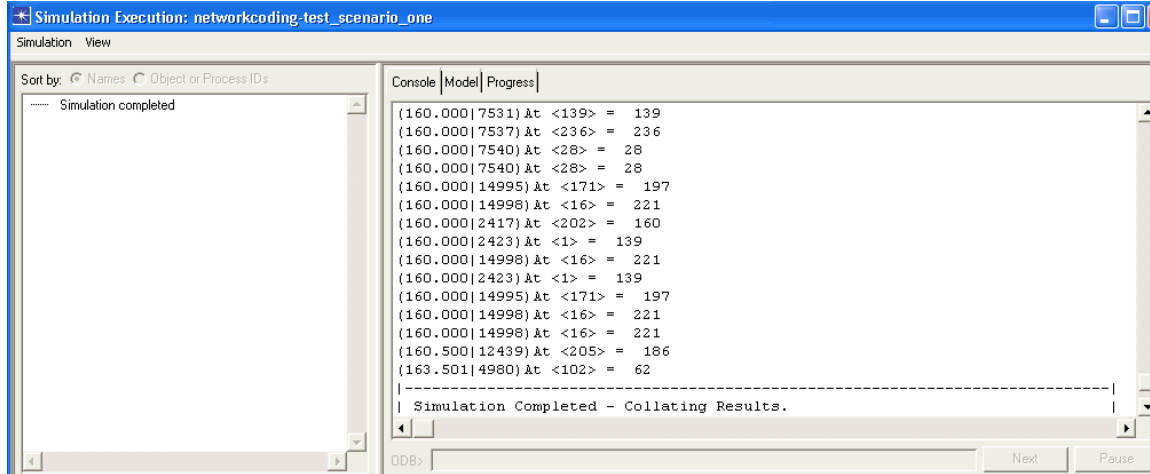 Simulation Execution: networkcoding-test_scenario_one
Simulation View
Sort by: Names Object or Process IDs
Simulation completed
Console Model Progress
(160.000|7531) At <139> = 139
(160.000|7537) At <236> = 236
(160.000|7540) At <28> = 28
(160.000|7540) At <28> = 28
(160.000|14995) At <171> = 197
(160.000|14998) At <16> = 221
(160.000|2417) At <202> = 160
(160.000|2423) At <1> = 139
(160.000|14998) At <16> = 221
(160.000|2423) At <1> = 139
(160.000|14995) At <171> = 197
(160.000|14998) At <16> = 221
(160.000|14998) At <16> = 221
(160.500|12439) At <205> = 186
(163.501|4980) At <102> = 62
|-----------------------------------------------------------------------------|
| Simulation Completed - Collating Results. |
ODB> Next Pause